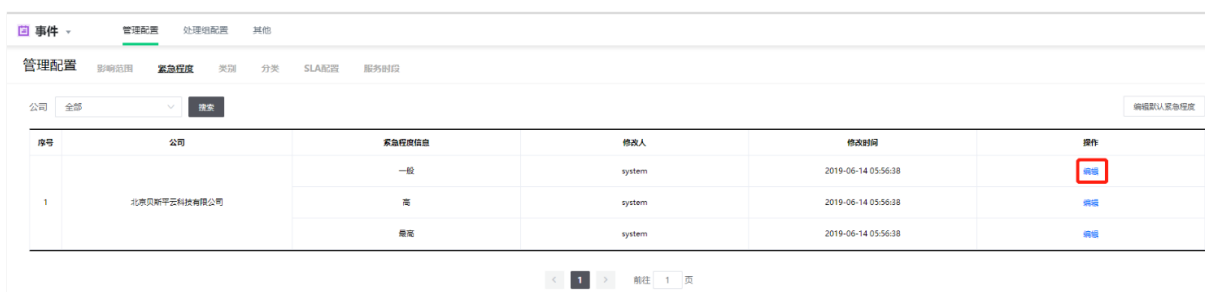 事件 管理配置 处理组配置 其他
管理配置 影响范围 紧急程度 类别 分类 SLA配置 服务时段
公司 全部 搜索 编辑默认紧急程度
序号 公司 紧急程度信息 修改人 修改时间 操作
一般 system 2019-06-14 05:56:38 编辑
1 北京贝斯平云科技有限公司 高 system 2019-06-14 05:56:38 编辑
最高 system 2019-06-14 05:56:38 编辑
< 1 > 前往 1 页